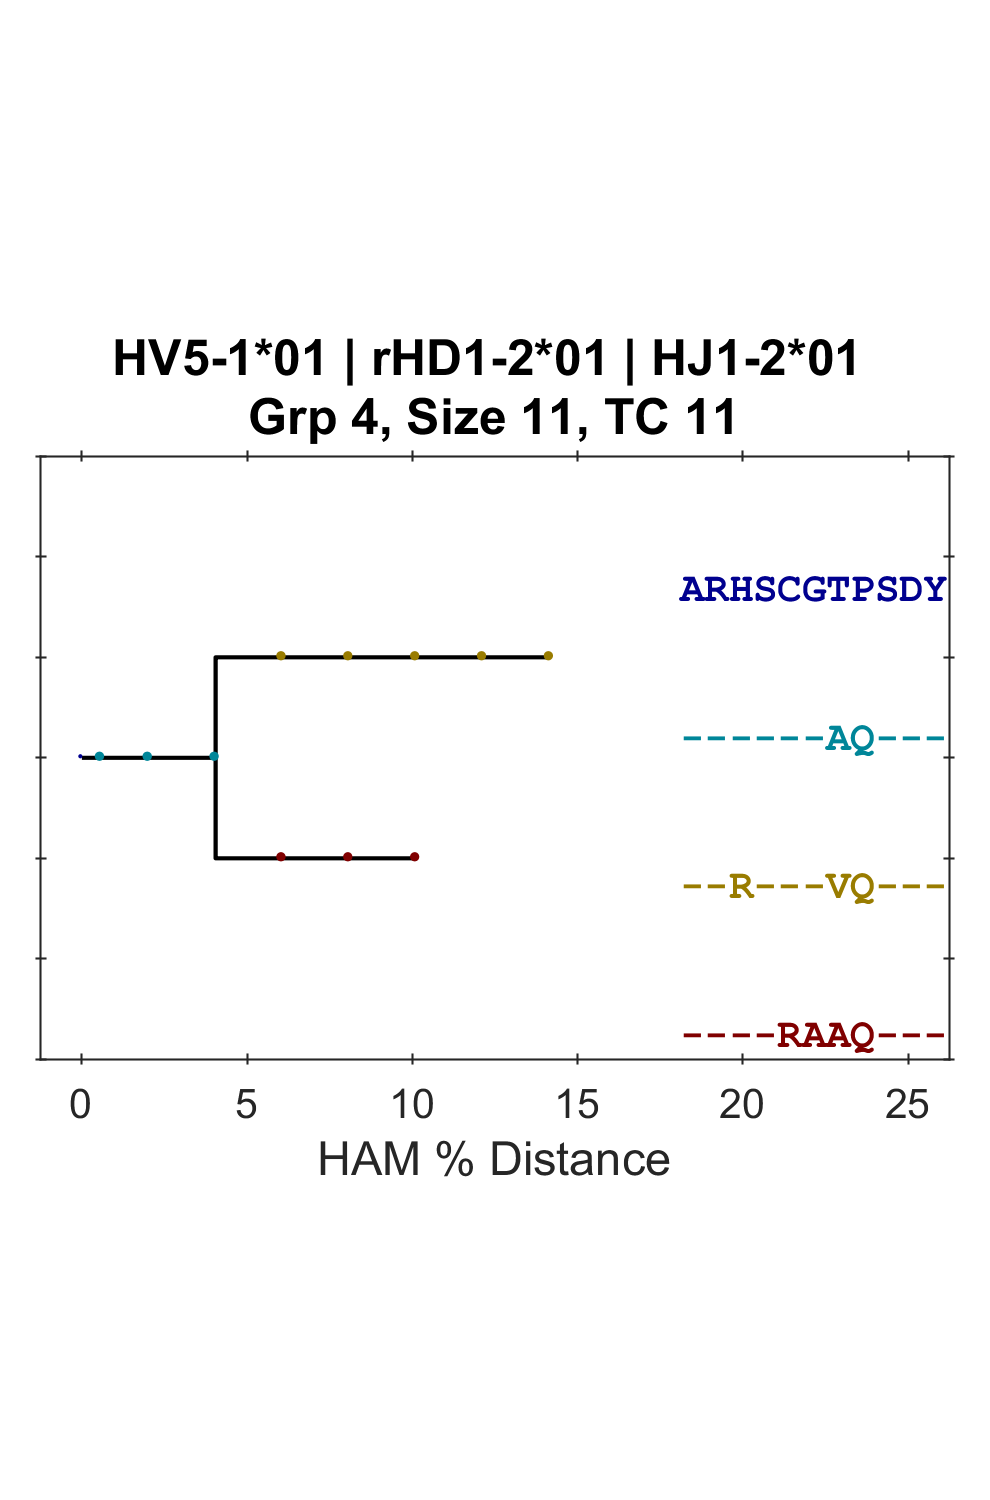 HV5-1*01 | rHD1-2*01 | HJ1-2*01
Grp 4, Size 11, TC 11
ARHSCGTPSDY
------AQ---
--R---VQ---
----RAAQ---
0 5 10 15 20 25
HAM % Distance